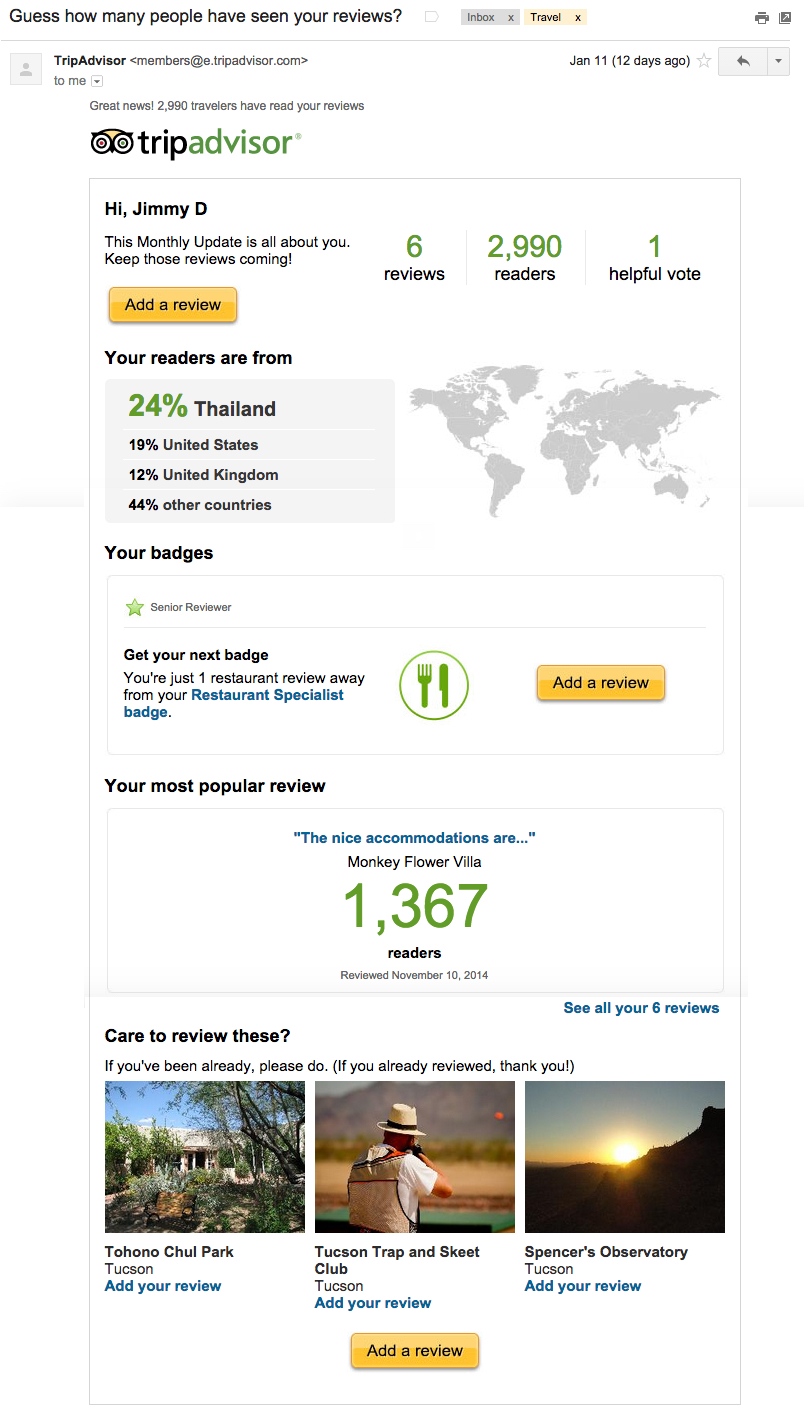 Guess how many people have seen your reviews?
Inbox x
Travel x
TripAdvisor <members@e.tripadvisor.com>
Jan 11 (12 days ago)
to me
Great news! 2,990 travelers have read your reviews
tripadvisor®
Hi, Jimmy D
This Monthly Update is all about you.
Keep those reviews coming!
6
reviews
2,990
readers
1
helpful vote
Add a review
Your readers are from
24% Thailand
19% United States
12% United Kingdom
44% other countries
Your badges
Senior Reviewer
Get your next badge
You're just 1 restaurant review away
from your Restaurant Specialist
badge.
Add a review
Your most popular review
"The nice accommodations are..."
Monkey Flower Villa
1,367
readers
Reviewed November 10, 2014
See all your 6 reviews
Care to review these?
If you've been already, please do. (If you already reviewed, thank you!)
Tohono Chul Park
Tucson
Add your review
Tucson Trap and Skeet
Club
Tucson
Add your review
Spencer's Observatory
Tucson
Add your review
Add a review